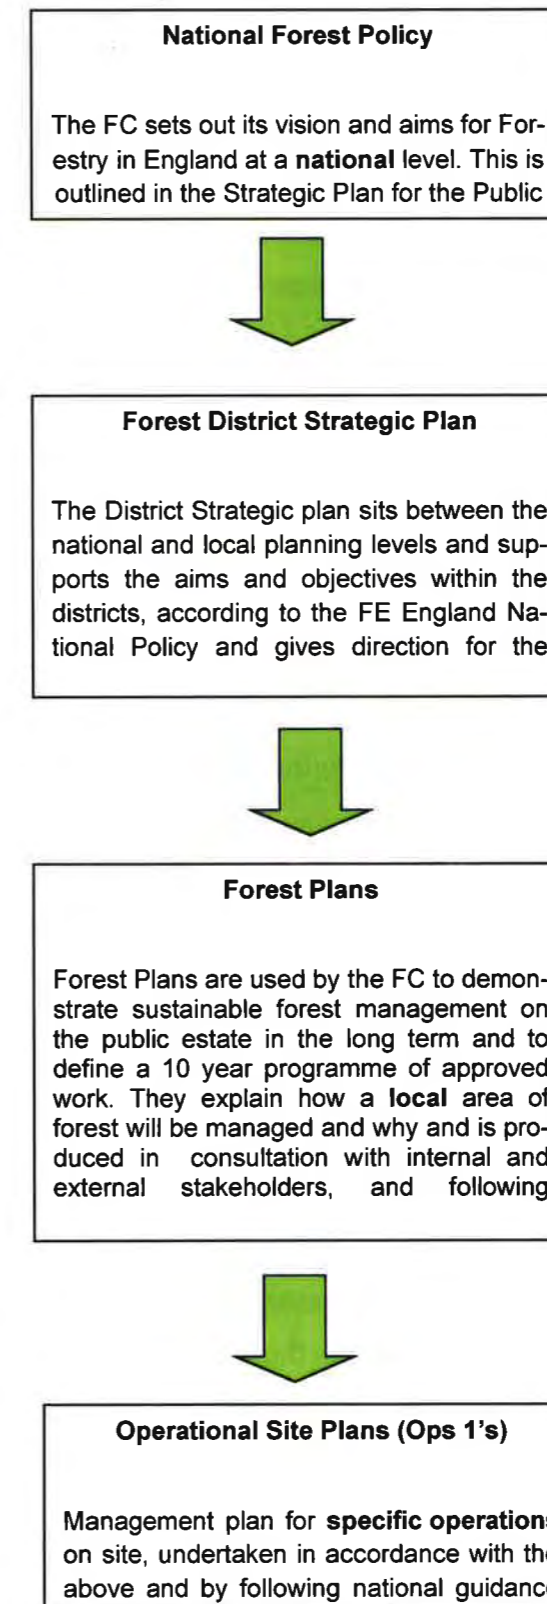 National Forest Policy
The FC sets out its vision and aims for For-
estry in England at a national level. This is
outlined in the Strategic Plan for the Public
Forest District Strategic Plan
The District Strategic plan sits between the
national and local planning levels and sup-
ports the aims and objectives within the
districts, according to the FE England Na-
tional Policy and gives direction for the
Forest Plans
Forest Plans are used by the FC to demon-
strate sustainable forest management on
the public estate in the long term and to
define a 10 year programme of approved
work. They explain how a local area of
forest will be managed and why and is pro-
duced in consultation with internal and
external stakeholders, and following
Operational Site Plans (Ops 1's)
Management plan for specific operations
on site, undertaken in accordance with the
above and by following national guidance